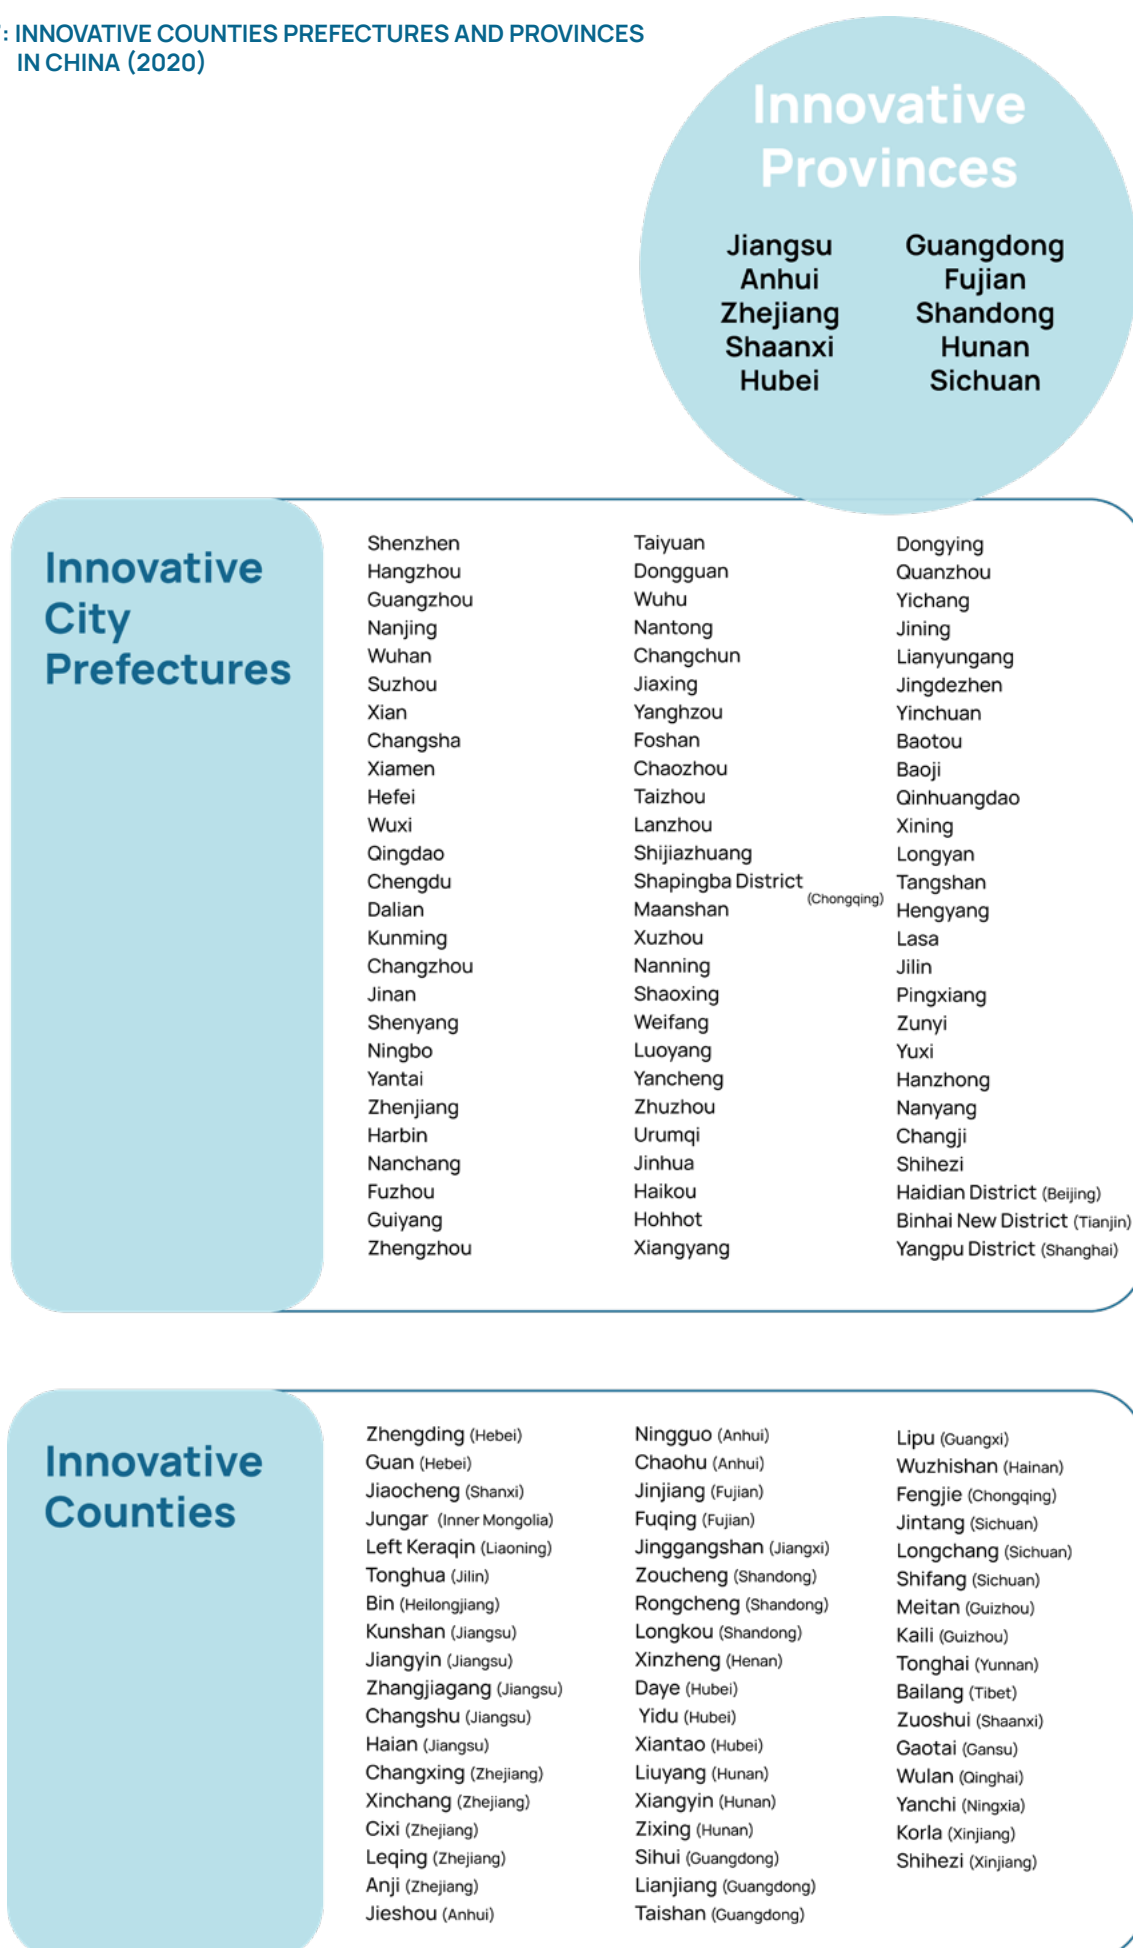 : INNOVATIVE COUNTIES PREFECTURES AND PROVINCES
IN CHINA (2020)
Innovative
Provinces
Jiangsu
Anhui
Zhejiang
Shaanxi
Hubei
Guangdong
Fujian
Shandong
Hunan
Sichuan
Innovative
City
Prefectures
Shenzhen
Hangzhou
Guangzhou
Nanjing
Wuhan
Suzhou
Xian
Changsha
Xiamen
Hefei
Wuxi
Qingdao
Chengdu
Dalian
Kunming
Changzhou
Jinan
Shenyang
Ningbo
Yantai
Zhenjiang
Harbin
Nanchang
Fuzhou
Guiyang
Zhengzhou
Taiyuan
Dongguan
Wuhu
Nantong
Changchun
Jiaxing
Yanghzou
Foshan
Chaozhou
Taizhou
Lanzhou
Shijiazhuang
Shapingba District
(Chongqing)
Maanshan
Xuzhou
Nanning
Shaoxing
Weifang
Luoyang
Yancheng
Zhuzhou
Urumqi
Jinhua
Haikou
Hohhot
Xiangyang
Dongying
Quanzhou
Yichang
Jining
Lianyungang
Jingdezhen
Yinchuan
Baotou
Baoji
Qinhuangdao
Xining
Longyan
Tangshan
Hengyang
Lasa
Jilin
Pingxiang
Zunyi
Yuxi
Hanzhong
Nanyang
Changji
Shihezi
Haidian District (Beijing)
Binhai New District (Tianjin)
Yangpu District (Shanghai)
Innovative
Counties
Zhengding (Hebei)
Guan (Hebei)
Jiaocheng (Shanxi)
Jungar (Inner Mongolia)
Left Keraqin (Liaoning)
Tonghua (Jilin)
Bin (Heilongjiang)
Kunshan (Jiangsu)
Jiangyin (Jiangsu)
Zhangjiagang (Jiangsu)
Changshu (Jiangsu)
Haian (Jiangsu)
Changxing (Zhejiang)
Xinchang (Zhejiang)
Cixi (Zhejiang)
Leqing (Zhejiang)
Anji (Zhejiang)
Jieshou (Anhui)
Ningguo (Anhui)
Chaohu (Anhui)
Jinjiang (Fujian)
Fuqing (Fujian)
Jinggangshan (Jiangxi)
Zoucheng (Shandong)
Rongcheng (Shandong)
Longkou (Shandong)
Xinzheng (Henan)
Daye (Hubei)
Yidu (Hubei)
Xiantao (Hubei)
Liuyang (Hunan)
Xiangyin (Hunan)
Zixing (Hunan)
Sihui (Guangdong)
Lianjiang (Guangdong)
Taishan (Guangdong)
Lipu (Guangxi)
Wuzhishan (Hainan)
Fengjie (Chongqing)
Jintang (Sichuan)
Longchang (Sichuan)
Shifang (Sichuan)
Meitan (Guizhou)
Kaili (Guizhou)
Tonghai (Yunnan)
Bailang (Tibet)
Zuoshui (Shaanxi)
Gaotai (Gansu)
Wulan (Qinghai)
Yanchi (Ningxia)
Korla (Xinjiang)
Shihezi (Xinjiang)